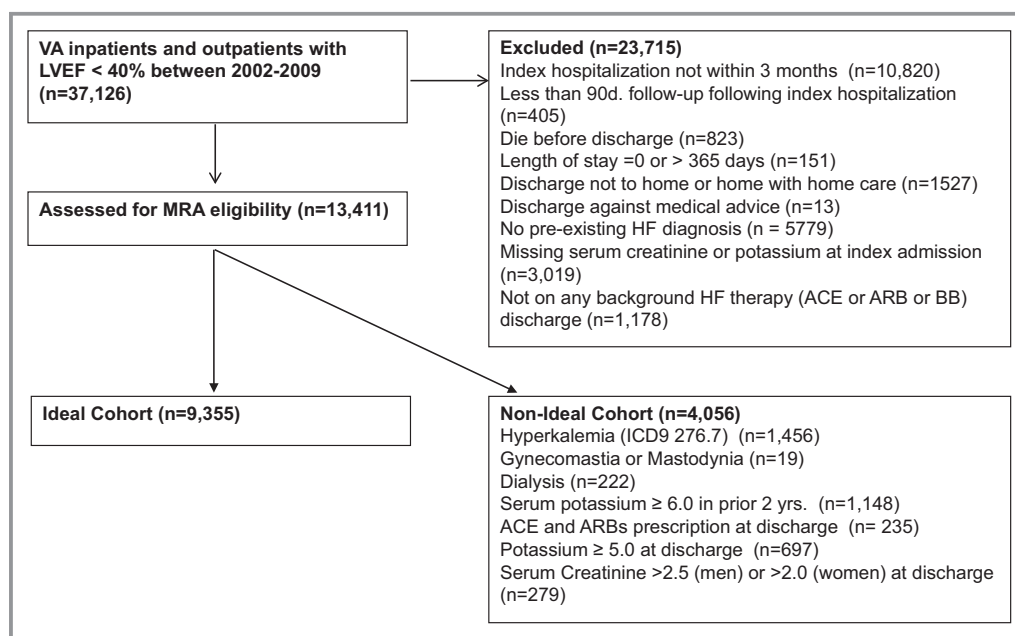 VA inpatients and outpatients with
LVEF < 40% between 2002-2009
(n=37,126)
Excluded (n=23,715)
Index hospitalization not within 3 months (n=10,820)
Less than 90d. follow-up following index hospitalization
(n=405)
Die before discharge (n=823)
Length of stay =0 or > 365 days (n=151)
Discharge not to home or home with home care (n=1527)
Discharge against medical advice (n=13)
No pre-existing HF diagnosis (n = 5779)
Missing serum creatinine or potassium at index admission
(n=3,019)
Not on any background HF therapy (ACE or ARB or BB)
discharge (n=1,178)
Assessed for MRA eligibility (n=13,411)
Ideal Cohort (n=9,355)
Non-Ideal Cohort (n=4,056)
Hyperkalemia (ICD9 276.7) (n=1,456)
Gynecomastia or Mastodynia (n=19)
Dialysis (n=222)
Serum potassium ≥ 6.0 in prior 2 yrs. (n=1,148)
ACE and ARBs prescription at discharge (n= 235)
Potassium ≥ 5.0 at discharge (n=697)
Serum Creatinine >2.5 (men) or >2.0 (women) at discharge
(n=279)